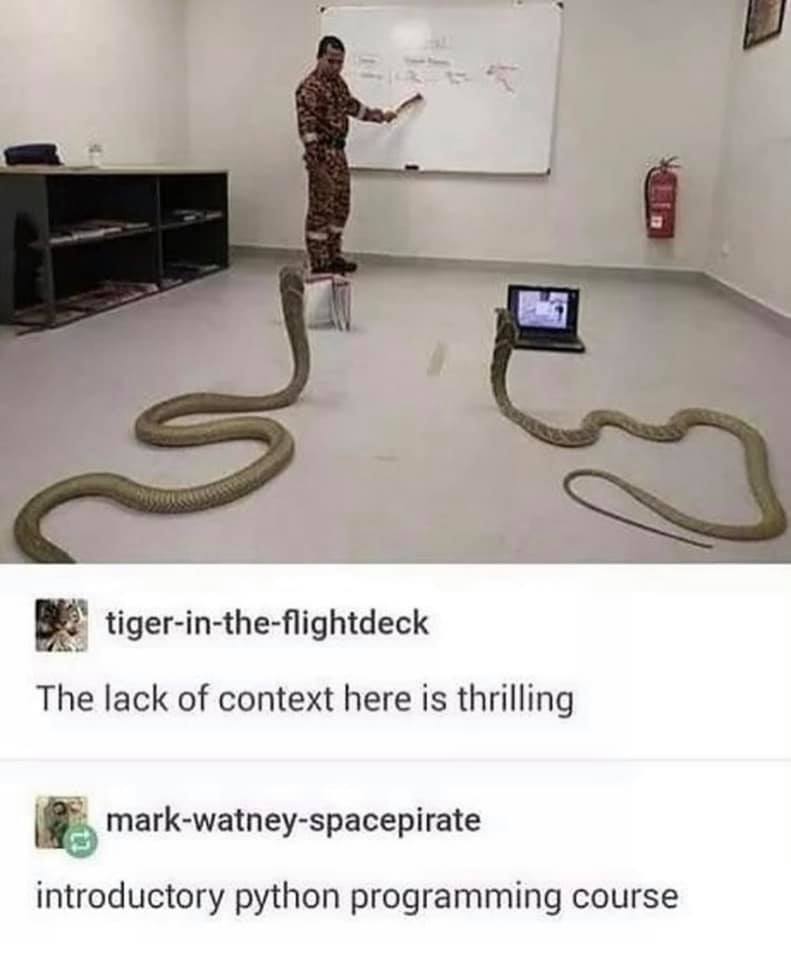 tiger-in-the-flightdeck
The lack of context here is thrilling
mark-watney-spacepirate
introductory python programming course